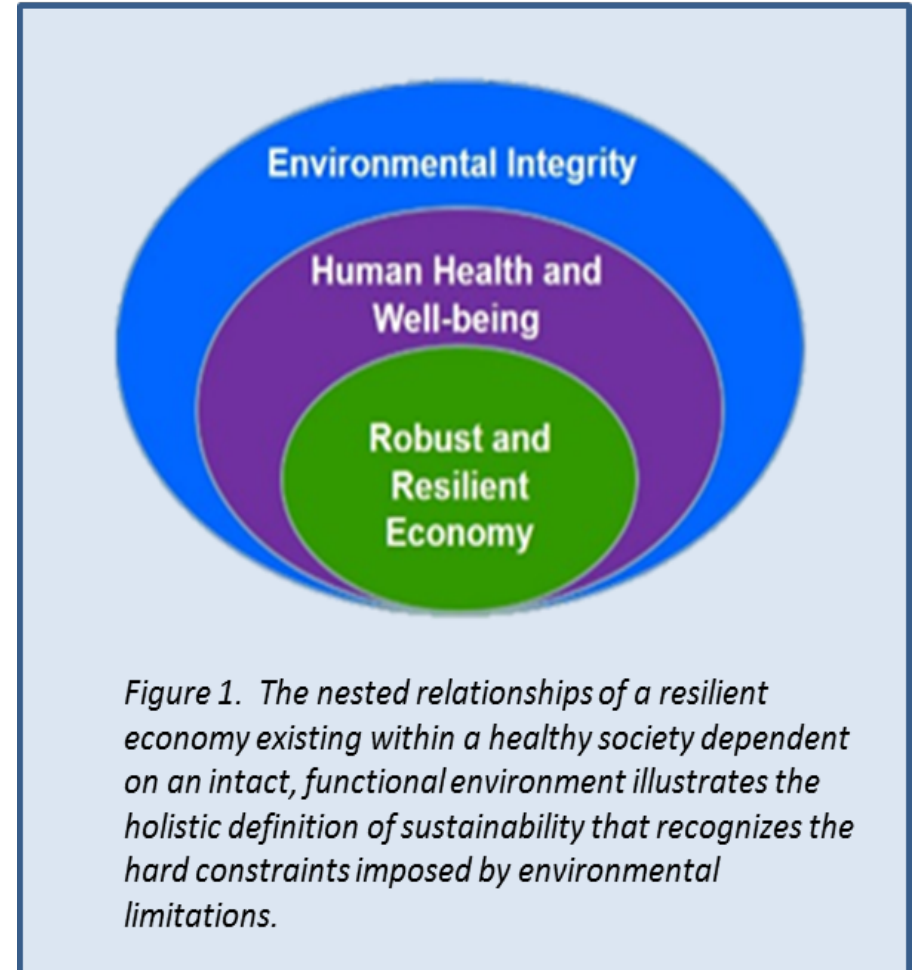 Environmental Integrity
Human Health and
Well-being
Robust and
Resilient
Economy
Figure 1. The nested relationships of a resilient
economy existing within a healthy society dependent
on an intact, functional environment illustrates the
holistic definition of sustainability that recognizes the
hard constraints imposed by environmental
limitations.